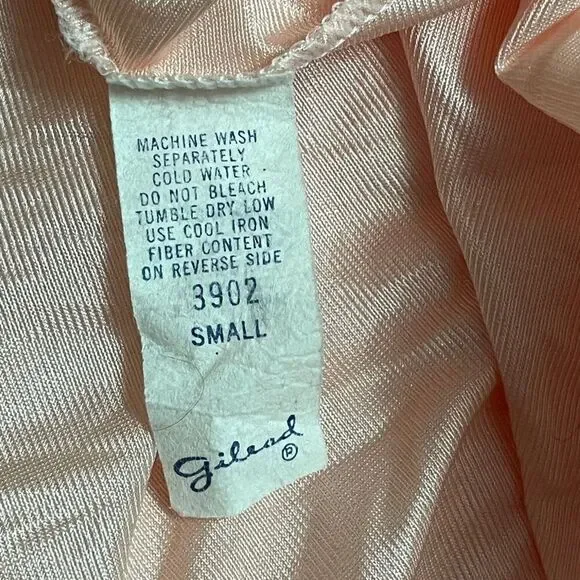 MACHINE WASH
SEPARATELY
COLD WATER
DO NOT BLEACH
TUMBLE DRY LOW
USE COOL IRON
FIBER CONTENT
ON REVERSE SIDE
3902
SMALL
Gilead ®